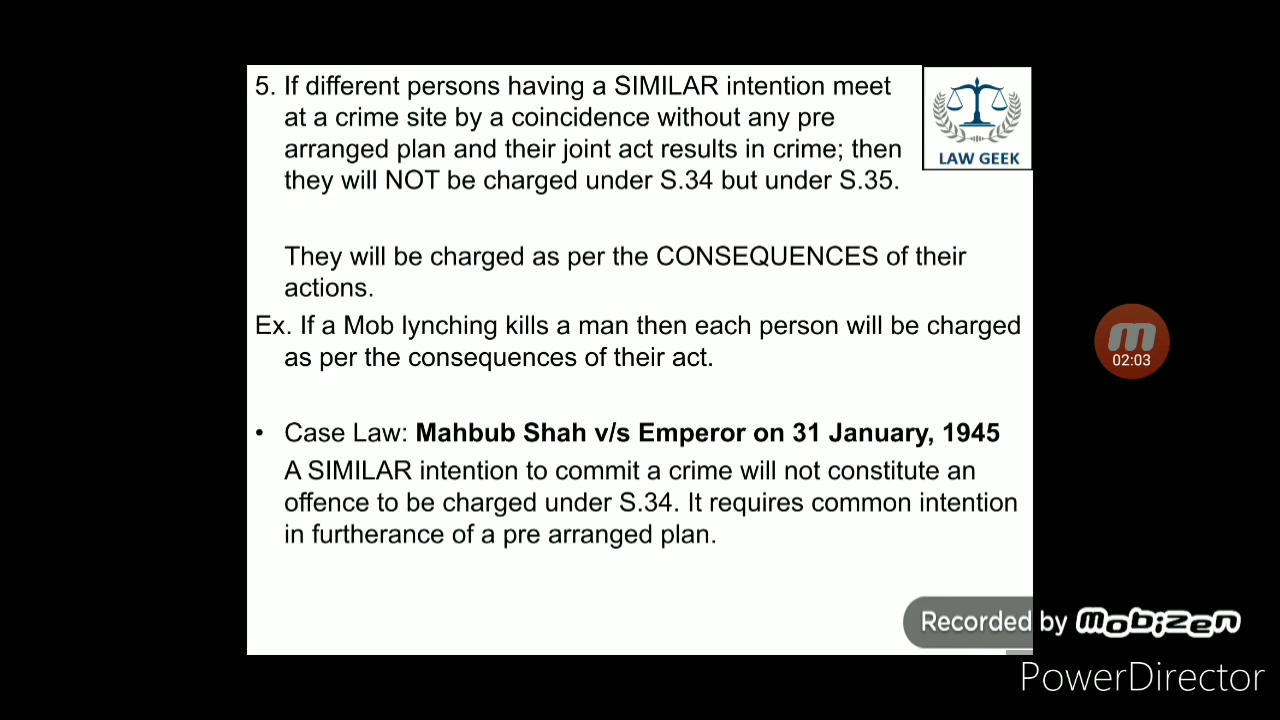 5. If different persons having a SIMILAR intention meet
at a crime site by a coincidence without any pre
arranged plan and their joint act results in crime; then
they will NOT be charged under S.34 but under S.35.
LAW GEEK
They will be charged as per the CONSEQUENCES of their
actions.
Ex. If a Mob lynching kills a man then each person will be charged
as per the consequences of their act.
• Case Law: Mahbub Shah v/s Emperor on 31 January, 1945
A SIMILAR intention to commit a crime will not constitute an
offence to be charged under S.34. It requires common intention
in furtherance of a pre arranged plan.
02:03
Recorded by mobizen
PowerDirector